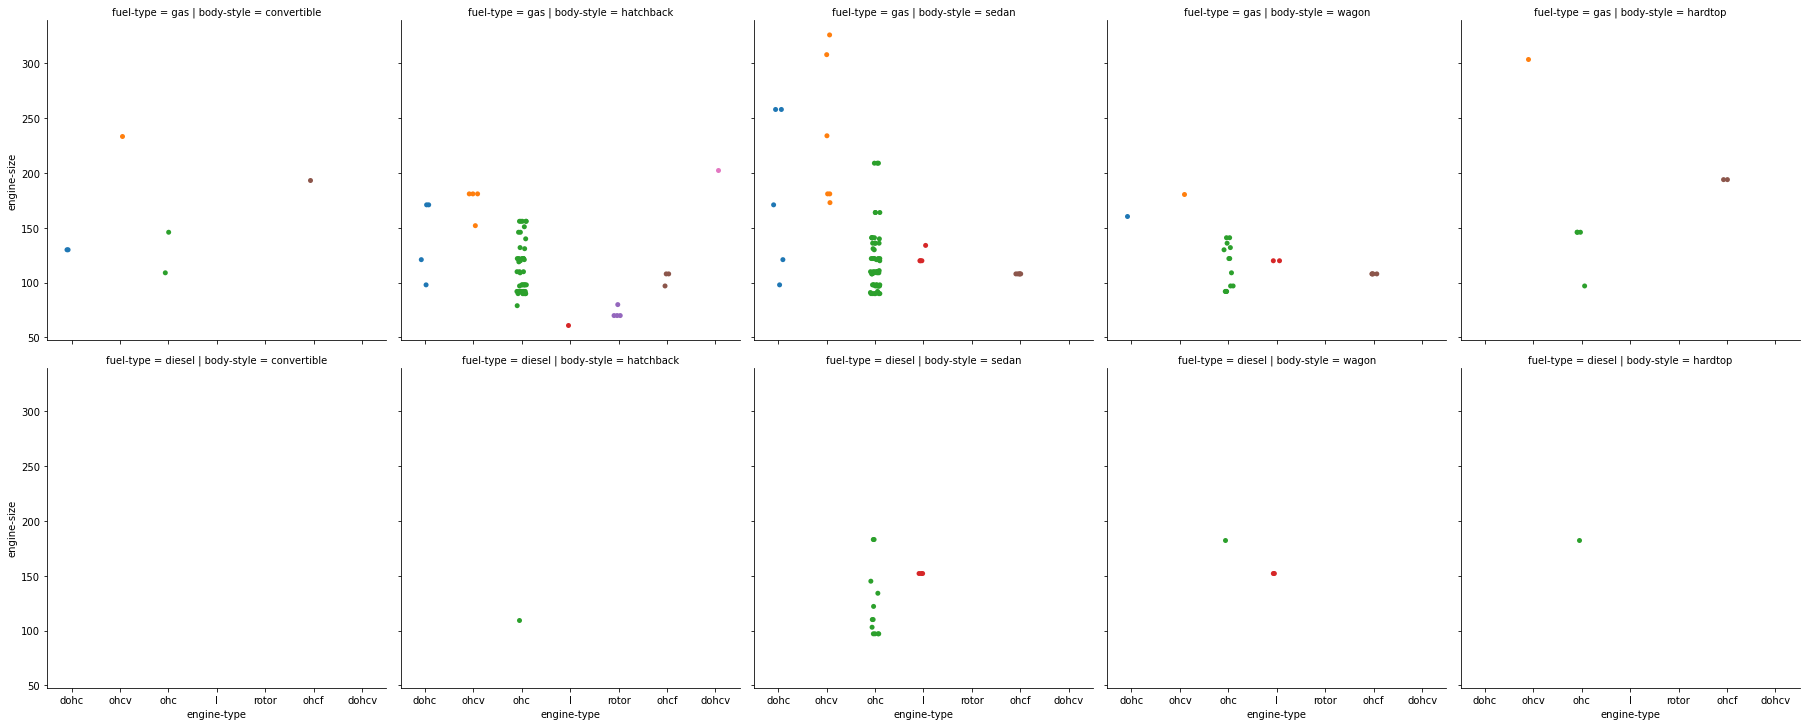 fuel-type = gas | body-style = convertible
fuel-type = gas | body-style = hatchback
fuel-type = gas | body-style = sedan
fuel-type = gas | body-style = wagon
fuel-type = gas | body-style = hardtop
300
250
200
150
100
50
engine-size
fuel-type = diesel | body-style = convertible
fuel-type = diesel | body-style = hatchback
fuel-type = diesel | body-style = sedan
fuel-type = diesel | body-style = wagon
fuel-type = diesel | body-style = hardtop
300
250
200
150
100
50
engine-size
dohc ohcv ohc l rotor ohcf dohcv
dohc ohcv ohc l rotor ohcf dohcv
dohc ohcv ohc l rotor ohcf dohcv
dohc ohcv ohc l rotor ohcf dohcv
dohc ohcv ohc l rotor ohcf dohcv
engine-type
engine-type
engine-type
engine-type
engine-type